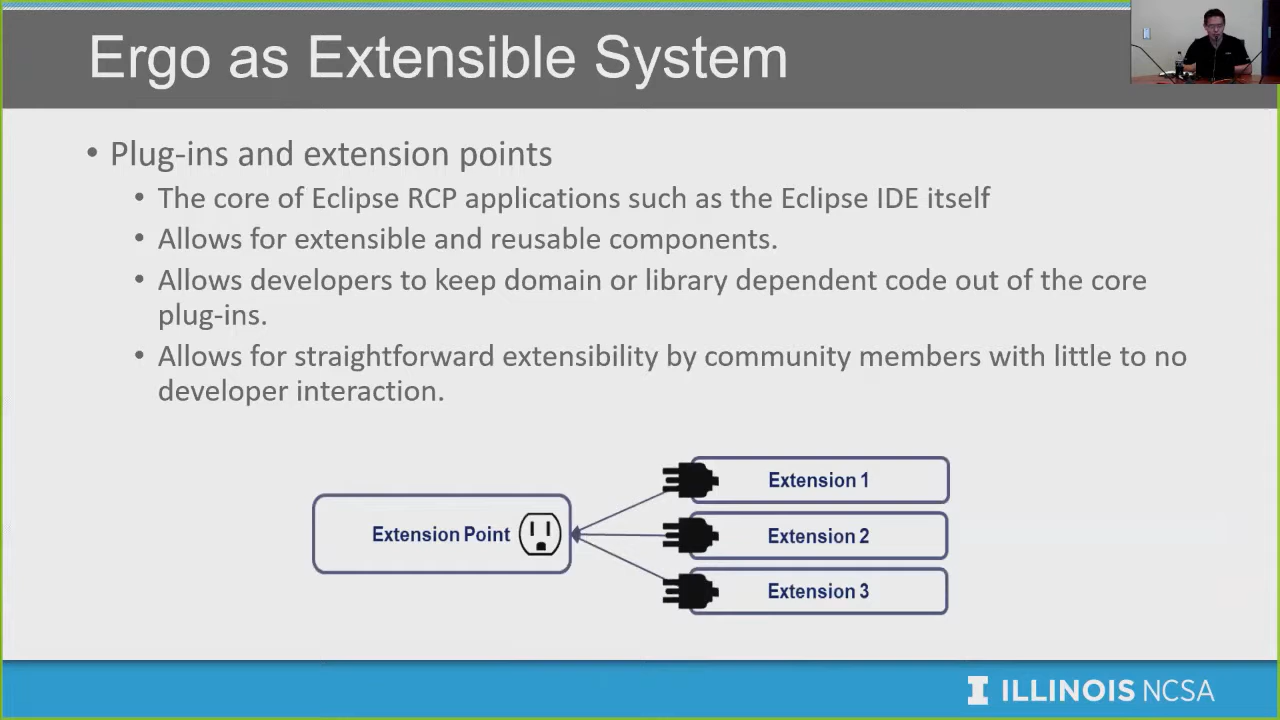 Ergo as Extensible System
• Plug-ins and extension points
• The core of Eclipse RCP applications such as the Eclipse IDE itself
• Allows for extensible and reusable components.
• Allows developers to keep domain or library dependent code out of the core
plug-ins.
• Allows for straightforward extensibility by community members with little to no
developer interaction.
Extension Point
Extension 1
Extension 2
Extension 3
I ILLINOIS NCSA